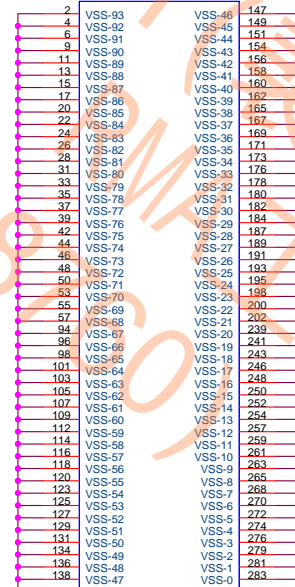 2 VSS-93 VSS-46 147
4 VSS-92 VSS-45 149
6 VSS-91 VSS-44 151
9 VSS-90 VSS-43 154
11 VSS-89 VSS-42 156
13 VSS-88 VSS-41 158
15 VSS-87 VSS-40 160
17 VSS-86 VSS-39 162
20 VSS-85 VSS-38 165
22 VSS-84 VSS-37 167
24 VSS-83 VSS-36 169
26 VSS-82 VSS-35 171
28 VSS-81 VSS-34 173
31 VSS-80 VSS-33 176
33 VSS-79 VSS-32 178
35 VSS-78 VSS-31 180
37 VSS-77 VSS-30 182
39 VSS-76 VSS-29 184
42 VSS-75 VSS-28 187
44 VSS-74 VSS-27 189
46 VSS-73 VSS-26 191
48 VSS-72 VSS-25 193
50 VSS-71 VSS-24 195
53 VSS-70 VSS-23 198
55 VSS-69 VSS-22 200
57 VSS-68 VSS-21 202
94 VSS-67 VSS-20 239
96 VSS-66 VSS-19 241
98 VSS-65 VSS-18 243
101 VSS-64 VSS-17 246
103 VSS-63 VSS-16 248
105 VSS-62 VSS-15 250
107 VSS-61 VSS-14 252
109 VSS-60 VSS-13 254
112 VSS-59 VSS-12 257
114 VSS-58 VSS-11 259
116 VSS-57 VSS-10 261
118 VSS-56 VSS-9 263
120 VSS-55 VSS-8 265
123 VSS-54 VSS-7 268
125 VSS-53 VSS-6 270
127 VSS-52 VSS-5 272
129 VSS-51 VSS-4 274
131 VSS-50 VSS-3 276
134 VSS-49 VSS-2 279
136 VSS-48 VSS-1 281
138 VSS-47 VSS-0 283